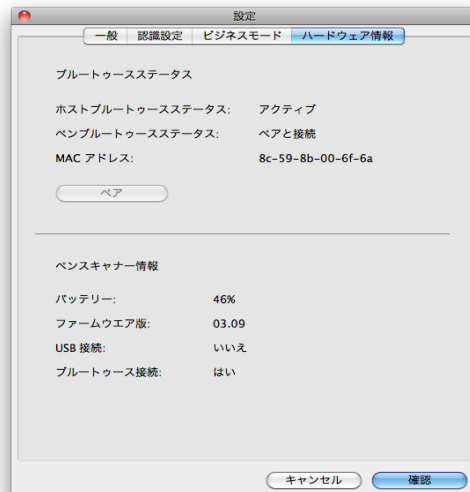 設定
一般 認識設定 ビジネスモード ハードウェア情報
ブルートゥースステータス
ホストブルートゥースステータス: アクティブ
ペンブルートゥースステータス: ペアと接続
MAC アドレス: 8c-59-8b-00-6f-6a
ペア
ペンスキャナー情報
バッテリー: 46%
ファームウエア版: 03.09
USB 接続: いいえ
ブルートゥース接続: はい
キャンセル 確認